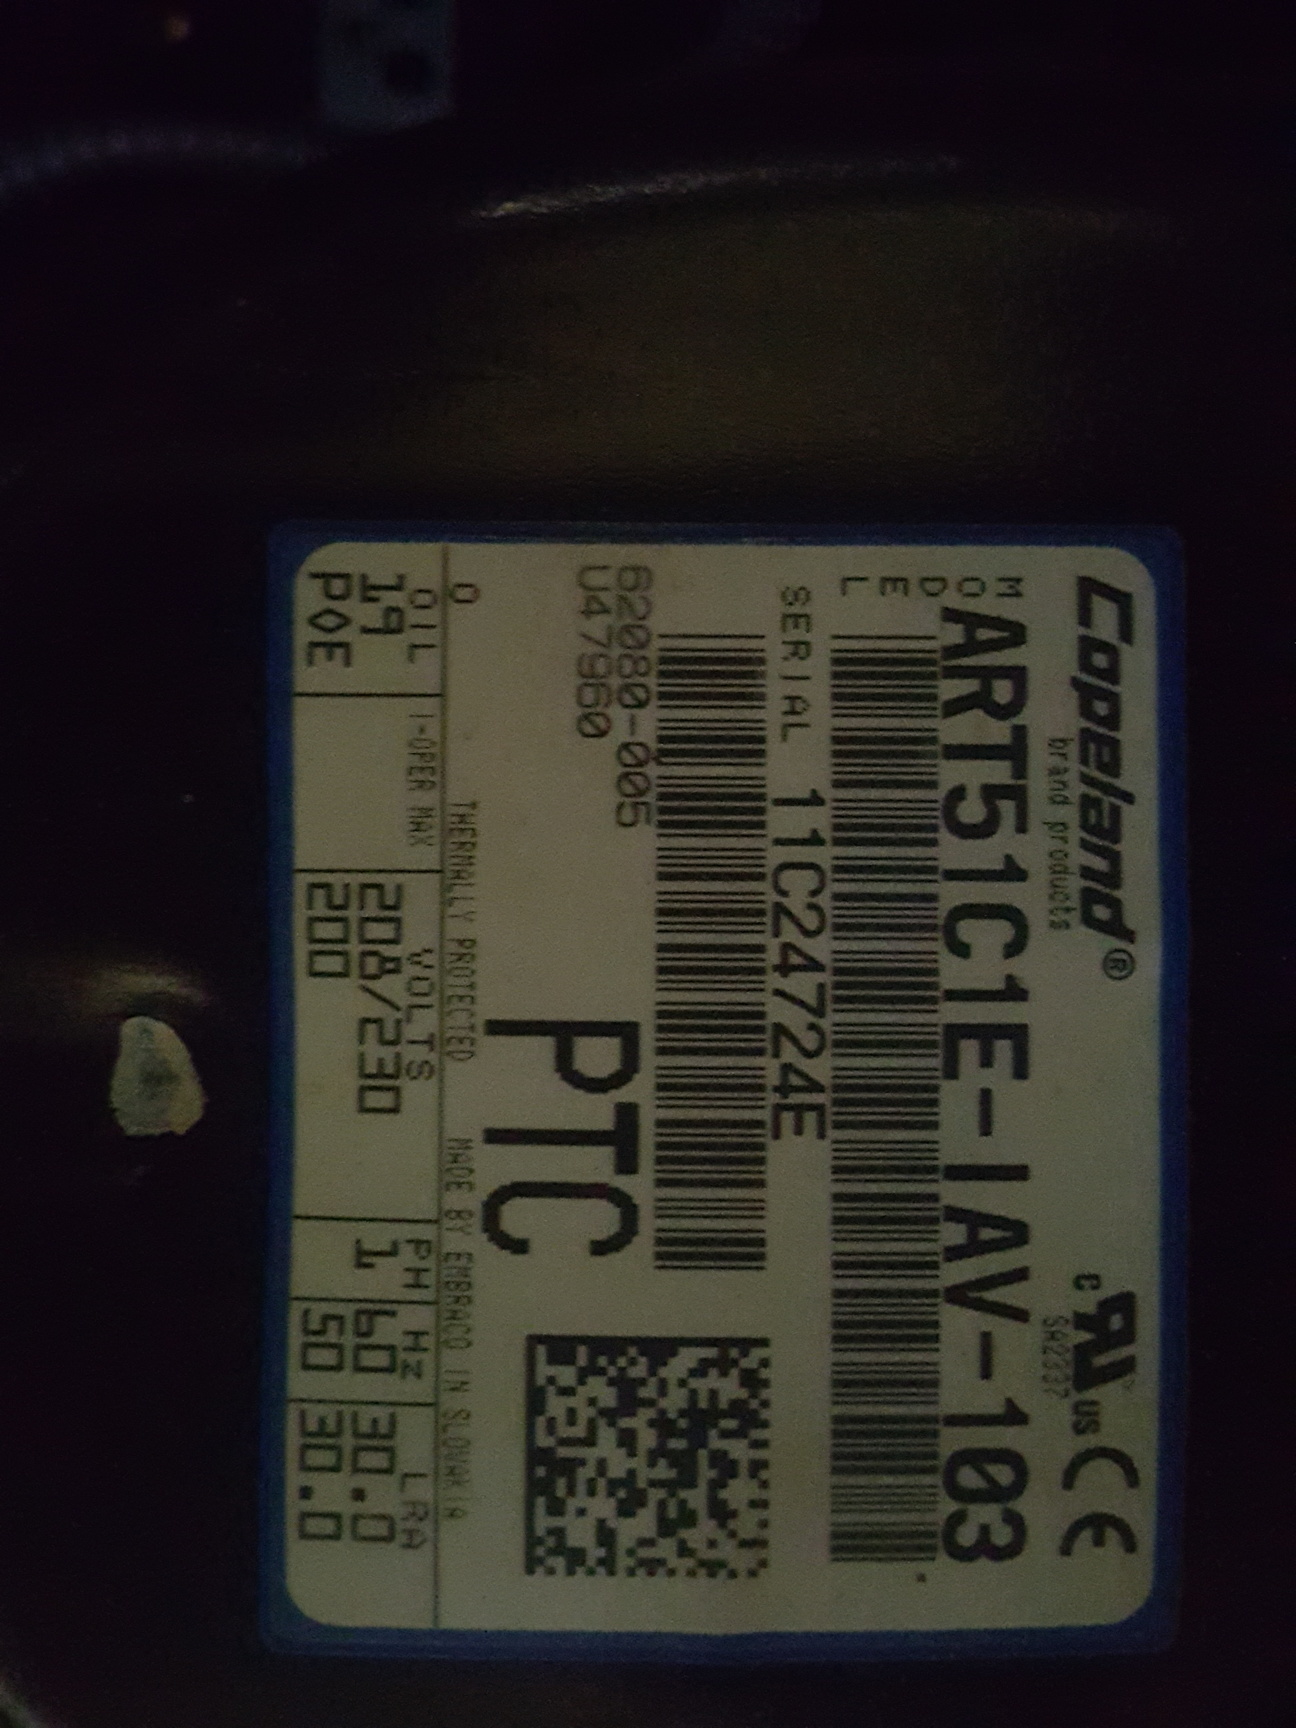 Copeland®
brand products
c UL us CE
SA2337
MODEL
ART51C1E-IAV-103
SERIAL 11C24724E
62080-005
U47960
PTC
0 THERMALLY PROTECTED MADE BY EMBRACO IN SLOVAKIA
OIL I-OPER MAX VOLTS PH HZ LRA
19 208/230 1 60 30.0
POE 200 50 30.0